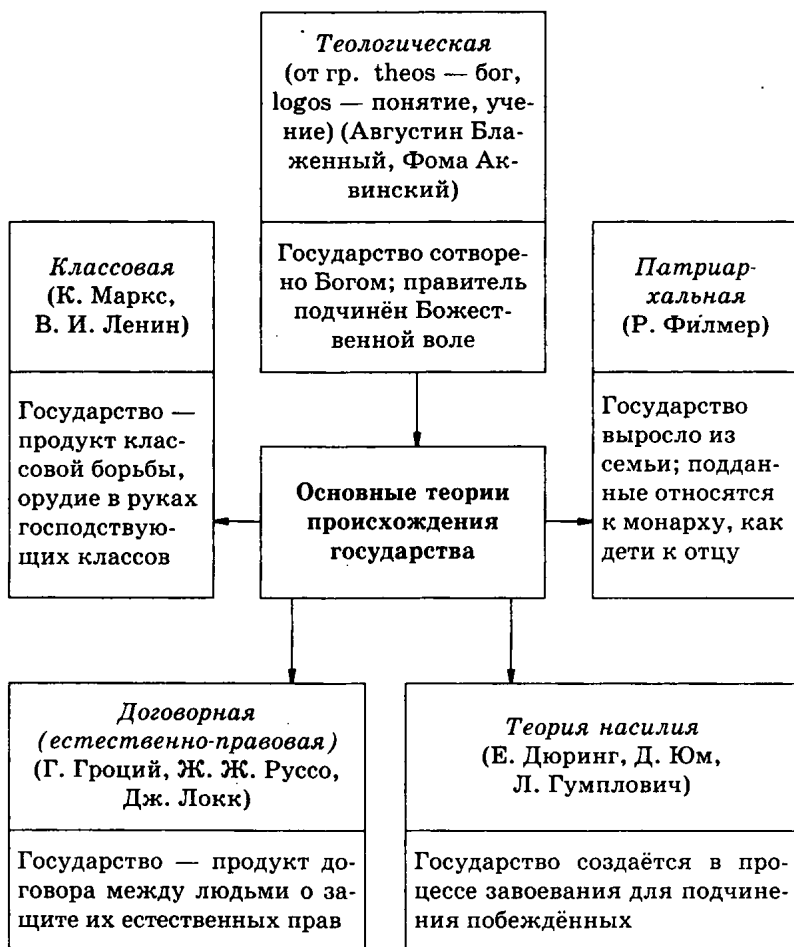 Теологическая
(от гр. theos — бог,
logos — понятие, уче-
ние) (Августин Бла-
женный, Фома Ак-
винский)
Государство сотворе-
но Богом; правитель
подчинён Божест-
венной воле
Классовая
(К. Маркс,
В. И. Ленин)
Государство —
продукт клас-
совой борьбы,
орудие в руках
господствую-
щих классов
Основные теории
происхождения
государства
Патриар-
хальная
(Р. Филмер)
Государство
выросло из
семьи; поддан-
ные относятся
к монарху, как
дети к отцу
Договорная
(естественно-правовая)
(Г. Гроций, Ж. Ж. Руссо,
Дж. Локк)
Государство — продукт до-
говора между людьми о за-
щите их естественных прав
Теория насилия
(Е. Дюринг, Д. Юм,
Л. Гумплович)
Государство создаётся в про-
цессе завоевания для подчине-
ния побеждённых